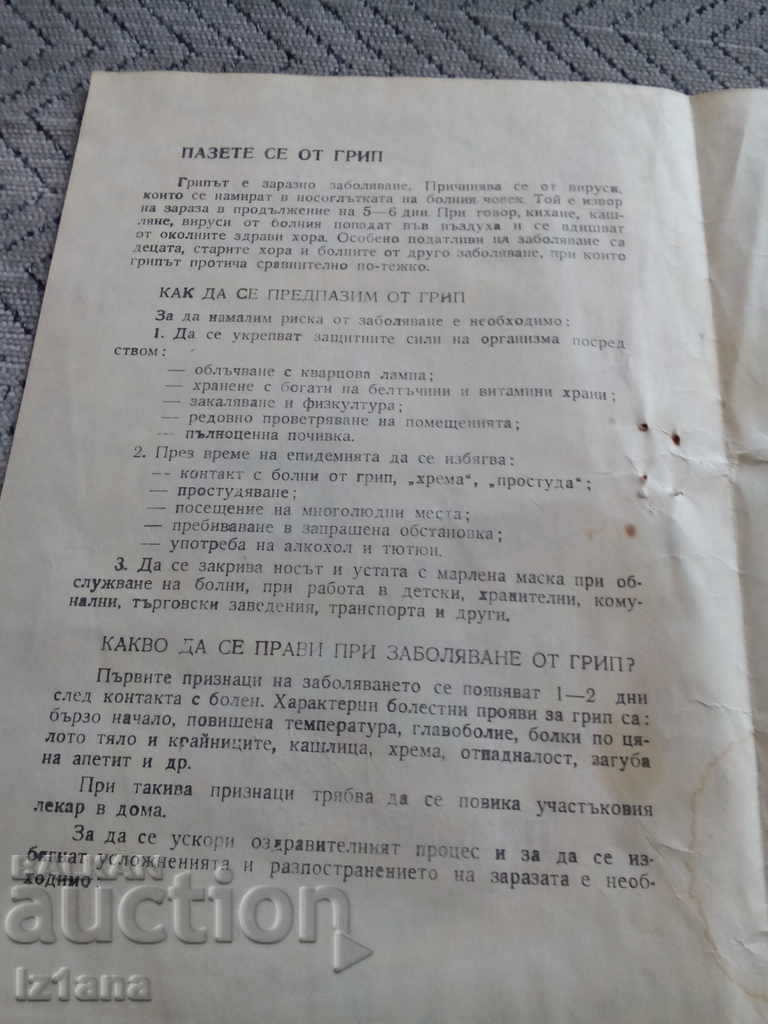 ПАЗЕТЕ СЕ ОТ ГРИП
Грипът е заразно заболяване. Причинява се от вируси,
които се намират в носоглътката на болния човек. Той е извор
на зараза в продължение на 5—6 дни. При говор, кихане, каш-
ляне, вируси от болния попадат във въздуха и се вдишват
от околните здрави хора. Особено податливи на заболяване са
децата, старите хора и болните от друго заболяване, при които
грипът протича сравнително по-тежко.
КАК ДА СЕ ПРЕДПАЗИМ ОТ ГРИП
За да намалим риска от заболяване е необходимо:
1. Да се укрепват защитните сили на организма посред
ством:
— облъчване с кварцова лампа;
— хранене с богати на белтъчини и витамини храни;
— закаляване и физкултура;
— редовно проветряване на помещенията;
— пълноценна почивка.
2. През време на епидемията да се избягва:
— контакт с болни от грип, „хрема“, „простуда“;
— простудяване;
— посещение на многолюдни места;
— пребиваване в запрашена обстановка;
— употреба на алкохол и тютюн.
3. Да се закрива носът и устата с марлена маска при об-
служване на болни, при работа в детски, хранителни, кому-
нални, търговски заведения, транспорта и други.
КАКВО ДА СЕ ПРАВИ ПРИ ЗАБОЛЯВАНЕ ОТ ГРИП?
Първите признаци на заболяването се появяват 1—2 дни
след контакта с болен. Характерни болестни прояви за грип са:
бързо начало, повишена температура, главоболие, болки по ця-
лото тяло и крайниците, кашлица, хрема, отпадналост, загуба
на апетит и др.
При такива признаци трябва да се повика участъковия
лекар в дома.
За да се ускори оздравителният процес и за да се из-
бегнат усложненията и разпостранението на заразата е необ-
ходимо:
БАЛКАН
auction
Iz1ana